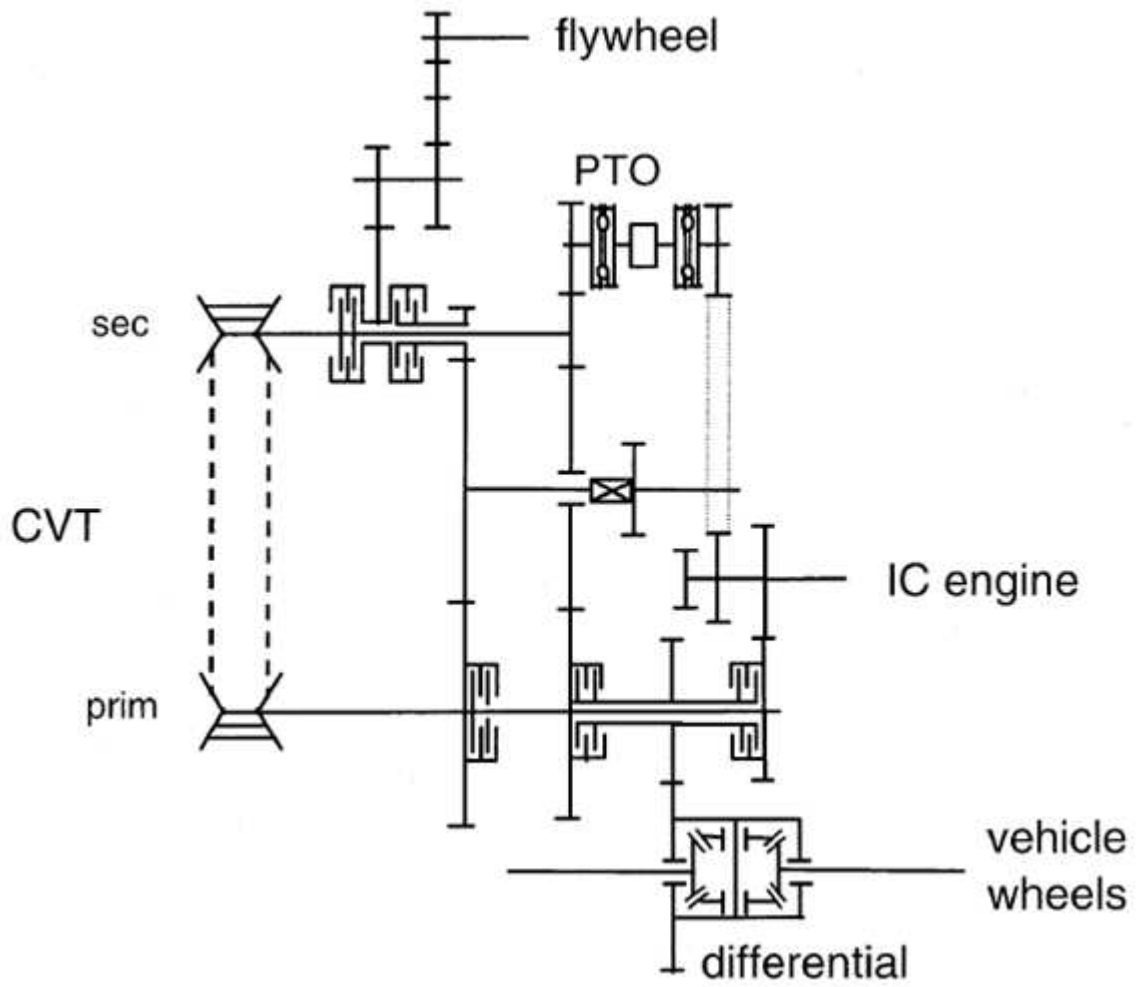 flywheel
PTO
sec
CVT
IC engine
prim
vehicle
wheels
differential